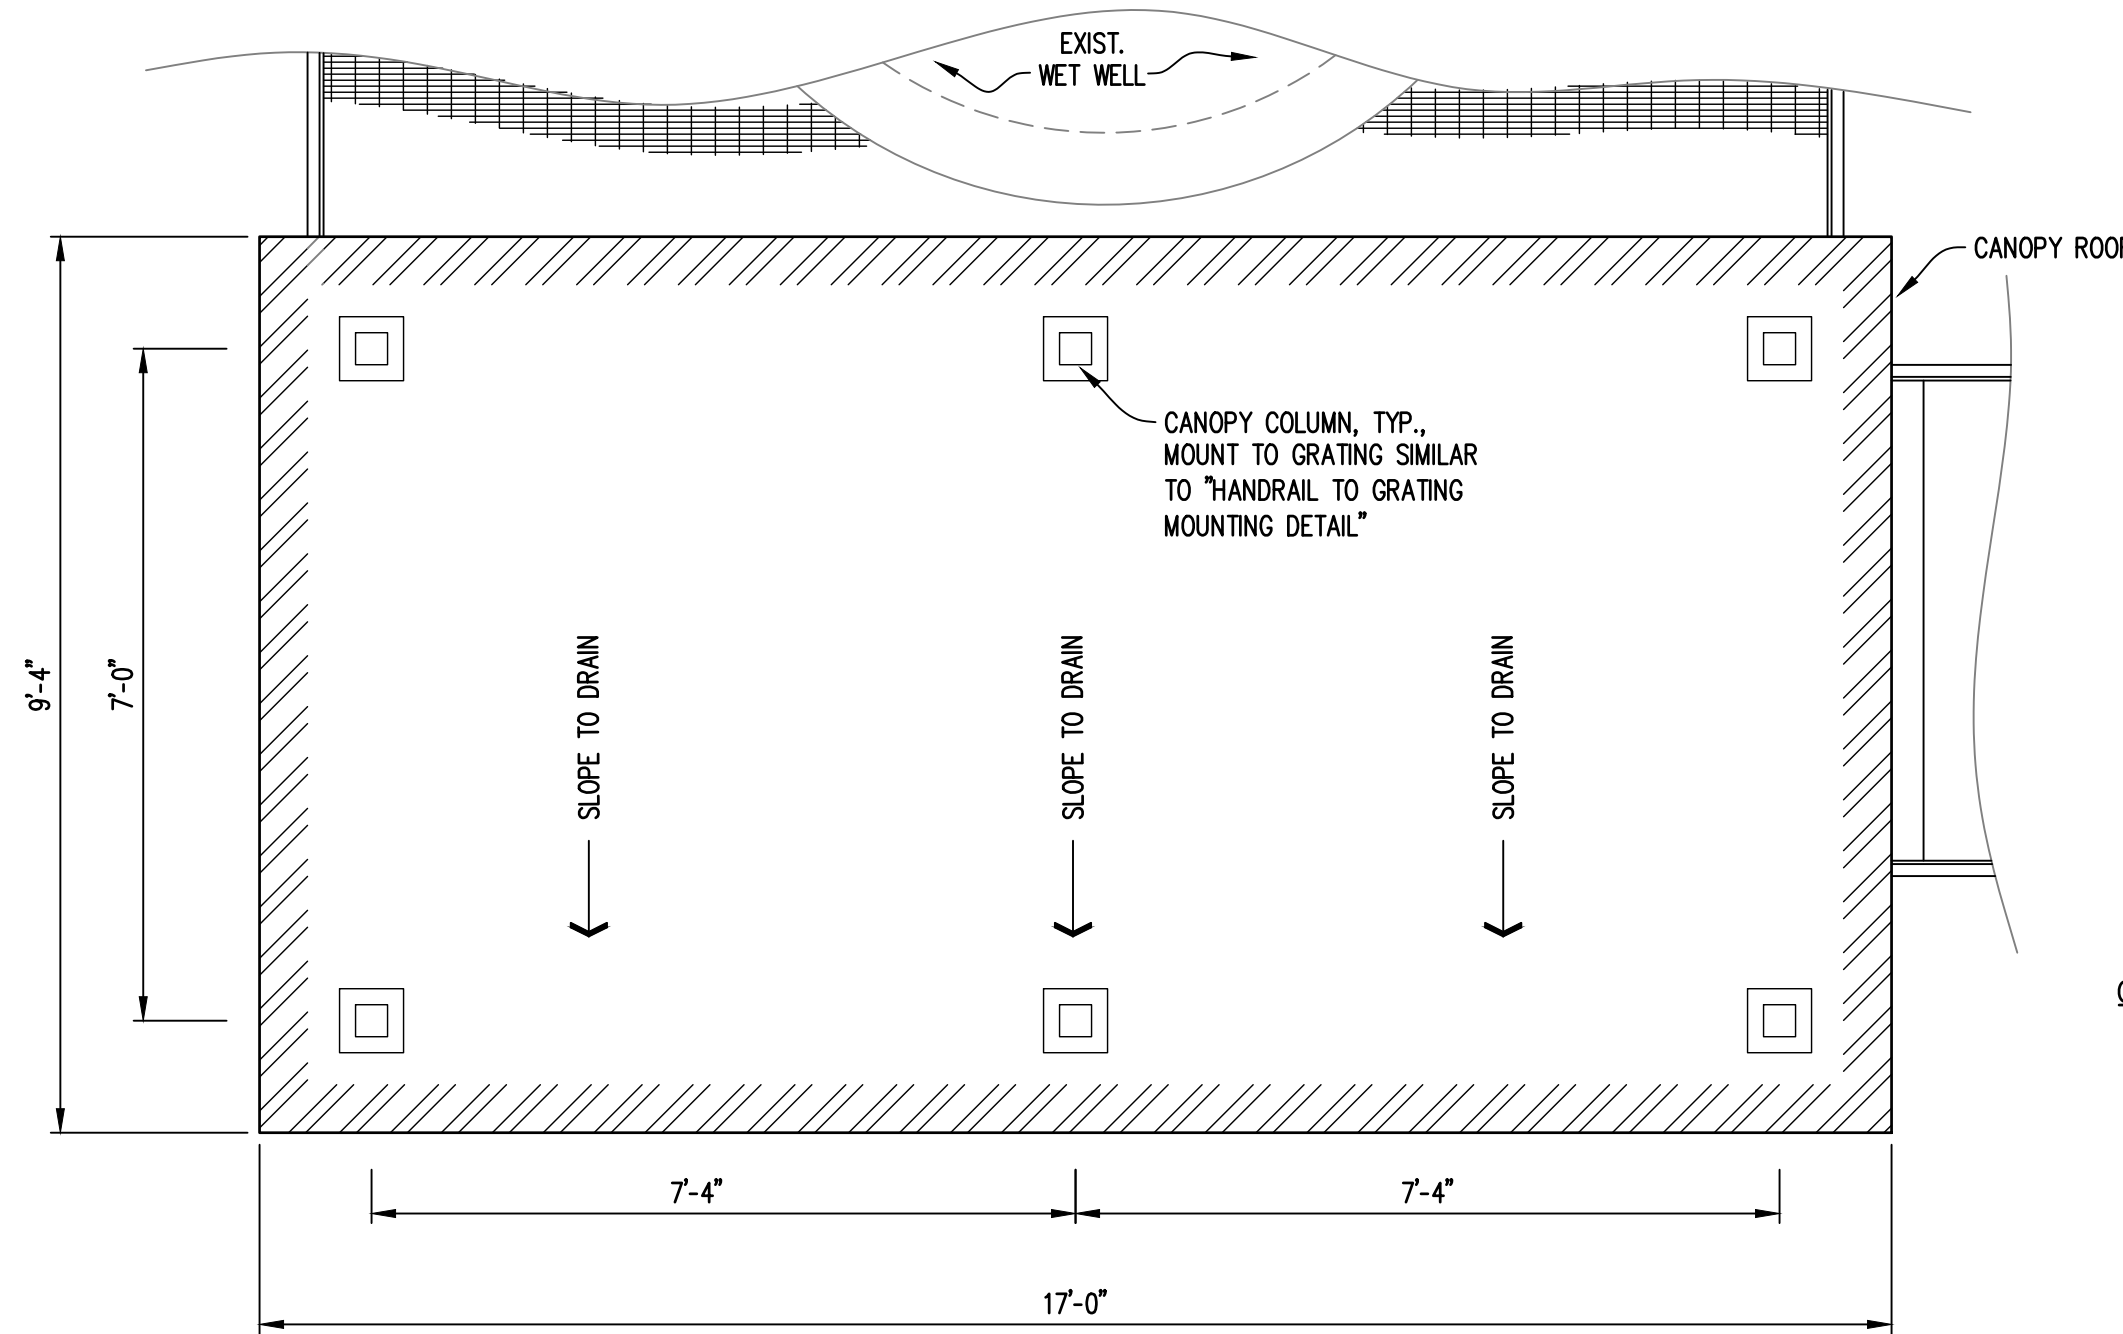 EXIST.
WET WELL
CANOPY
CANOPY COLUMN, TYP.,
MOUNT TO GRATING SIMILAR
TO "HANDRAIL TO GRATING
MOUNTING DETAIL"
9'-4"
7'-0"
SLOPE TO DRAIN
SLOPE TO DRAIN
SLOPE TO DRAIN
7'-4"
7'-4"
17'-0"